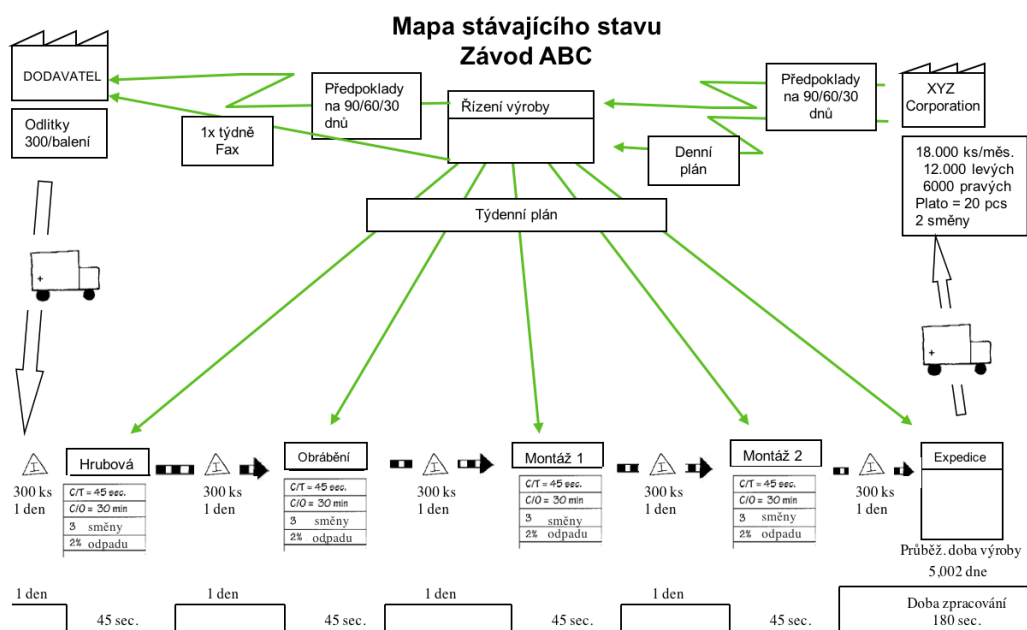 Mapa stávajícího stavu
Závod ABC
DODAVATEL
Odlitky
300/balení
Předpoklady
na 90/60/30
dnů
1x týdně
Fax
Řízení výroby
Předpoklady
na 90/60/30
dnů
Denní
plán
XYZ
Corporation
18.000 ks/měs.
12.000 levých
6000 pravých
Plato = 20 pcs
2 směny
Týdenní plán
I
300 ks
1 den
Hrubová
C/T = 45 sec.
C/O = 30 min
3 směny
2% odpadu
I
300 ks
1 den
Obrábění
C/T = 45 sec.
C/O = 30 min
3 směny
2% odpadu
I
300 ks
1 den
Montáž 1
C/T = 45 sec.
C/O = 30 min
3 směny
2% odpadu
I
300 ks
1 den
Montáž 2
C/T = 45 sec.
C/O = 30 min
3 směny
2% odpadu
I
300 ks
1 den
Expedice
Průběž. doba výroby
5,002 dne
1 den
45 sec.
1 den
45 sec.
1 den
45 sec.
1 den
45 sec.
Doba zpracování
180 sec.